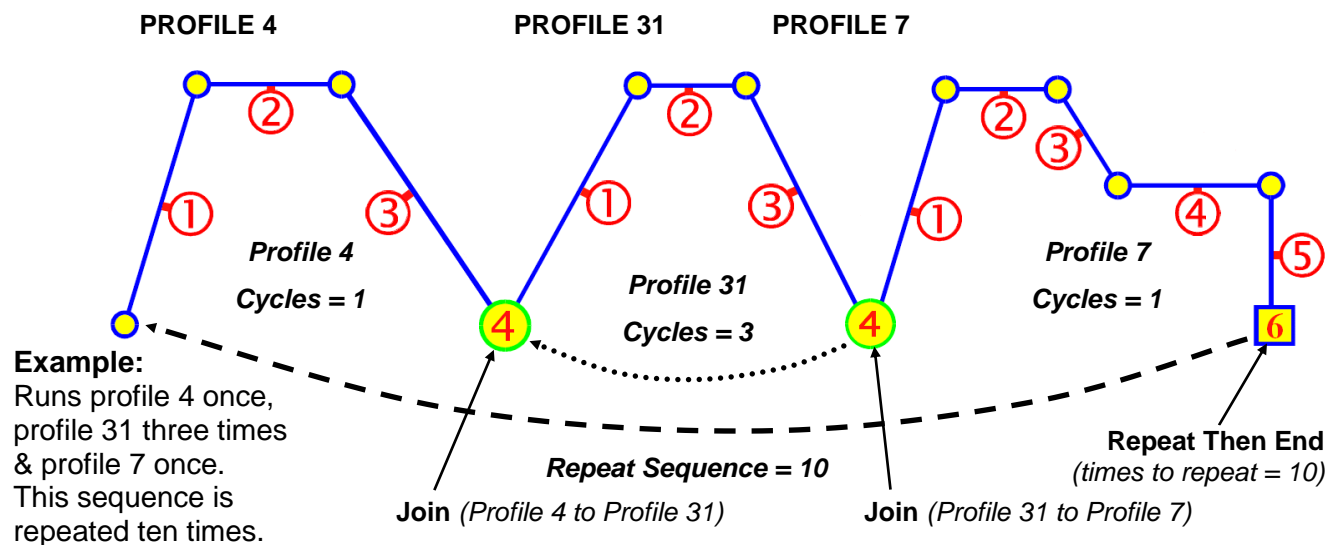 PROFILE 4
PROFILE 31
PROFILE 7
1
2
3
Profile 4
Cycles = 1
4
1
2
3
Profile 31
Cycles = 3
4
1
2
3
4
5
Profile 7
Cycles = 1
6
Example:
Runs profile 4 once,
profile 31 three times
& profile 7 once.
This sequence is
repeated ten times.
Repeat Sequence = 10
Join (Profile 4 to Profile 31)
Join (Profile 31 to Profile 7)
Repeat Then End
(times to repeat = 10)